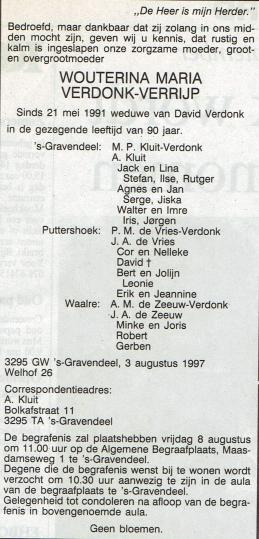 „De Heer is mijn Herder."
Bedroefd, maar dankbaar dat zij zolang in ons mid-
den mocht zijn, geven wij u kennis, dat rustig en
kalm is ingeslapen onze zorgzame moeder, groot-
en overgrootmoeder
WOUTERINA MARIA
VERDONK-VERRIJP
Sinds 21 mei 1991 weduwe van David Verdonk
in de gezegende leeftijd van 90 jaar.
's-Gravendeel: M. P. Kluit-Verdonk
A. Kluit
Jack en Lina
Stefan, Ilse, Rutger
Agnes en Jan
Serge, Jiska
Walter en Imre
Iris, Jørgen
Puttershoek: P. M. de Vries-Verdonk
J. A. de Vries
Cor en Nelleke
David †
Bert en Jolijn
Leonie
Erik en Jeannine
Waalre: A. M. de Zeeuw-Verdonk
J. A. de Zeeuw
Minke en Joris
Robert
Gerben
3295 GW 's-Gravendeel, 3 augustus 1997
Welhof 26
Correspondentieadres:
A. Kluit
Bolkafstraat 11
3295 TA 's-Gravendeel
De begrafenis zal plaatshebben vrijdag 8 augustus
om 11.00 uur op de Algemene Begraafplaats, Maas-
damseweg 1 te 's-Gravendeel.
Degene die de begrafenis wenst bij te wonen wordt
verzocht om 10.30 uur aanwezig te zijn in de aula
van de begraafplaats te 's-Gravendeel.
Gelegenheid tot condoleren na afloop van de begra-
fenis in bovengenoemde aula.
Geen bloemen.